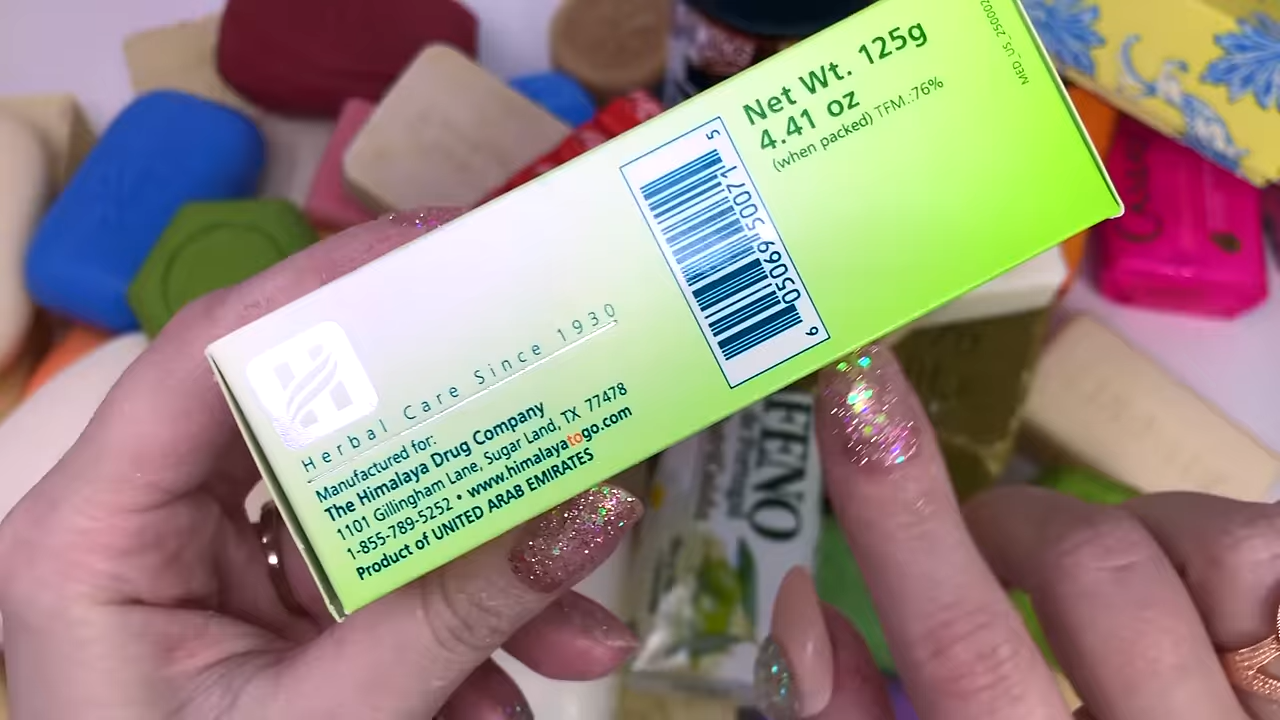 Net Wt. 125g
4.41 oz
(when packed) TFM.:76%
6 05069 50071 5
Herbal Care Since 1930
Manufactured for:
The Himalaya Drug Company
1101 Gillingham Lane, Sugar Land, TX 77478
1-855-789-5252 • www.himalayatogo.com
Product of UNITED ARAB EMIRATES